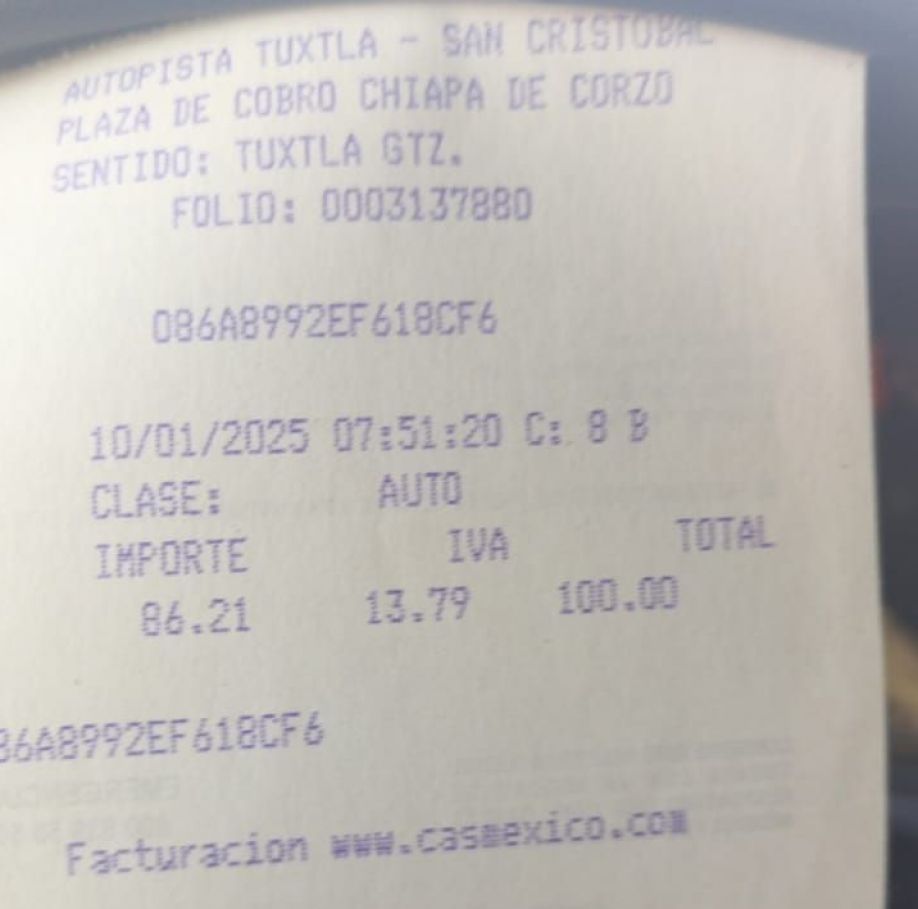 AUTOPISTA TUXTLA - SAN CRISTOBAL
PLAZA DE COBRO CHIAPA DE CORZO
SENTIDO: TUXTLA GTZ.
FOLIO: 0003137880
086A8992EF618CF6
10/01/2025 07:51:20 C: 8 B
CLASE: AUTO
IMPORTE IVA TOTAL
86.21 13.79 100.00
86A8992EF618CF6
Facturacion www.casmexico.com